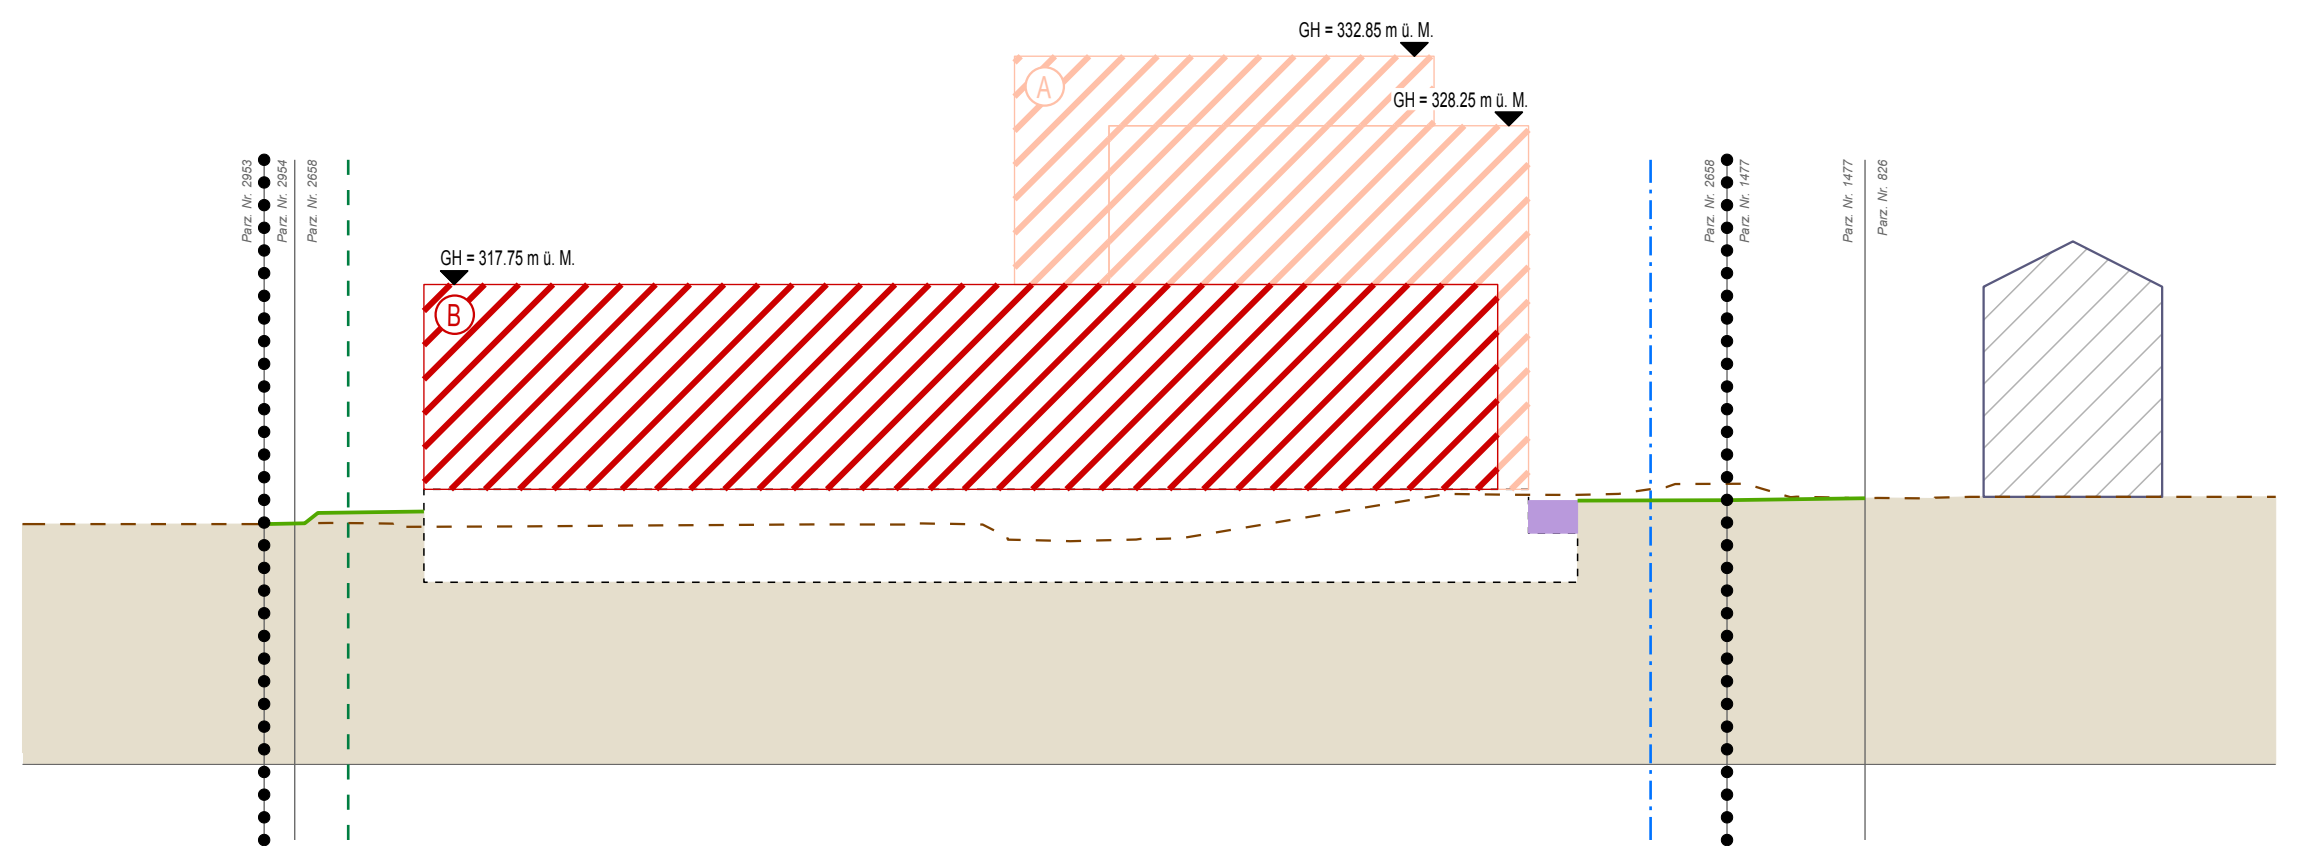 GH = 332.85 m ü. M.
A
GH = 328.25 m ü. M.
Parz. Nr. 2953
Parz. Nr. 2954
Parz. Nr. 2658
Parz. Nr. 2658
Parz. Nr. 1477
Parz. Nr. 1477
Parz. Nr. 826
GH = 317.75 m ü. M.
B